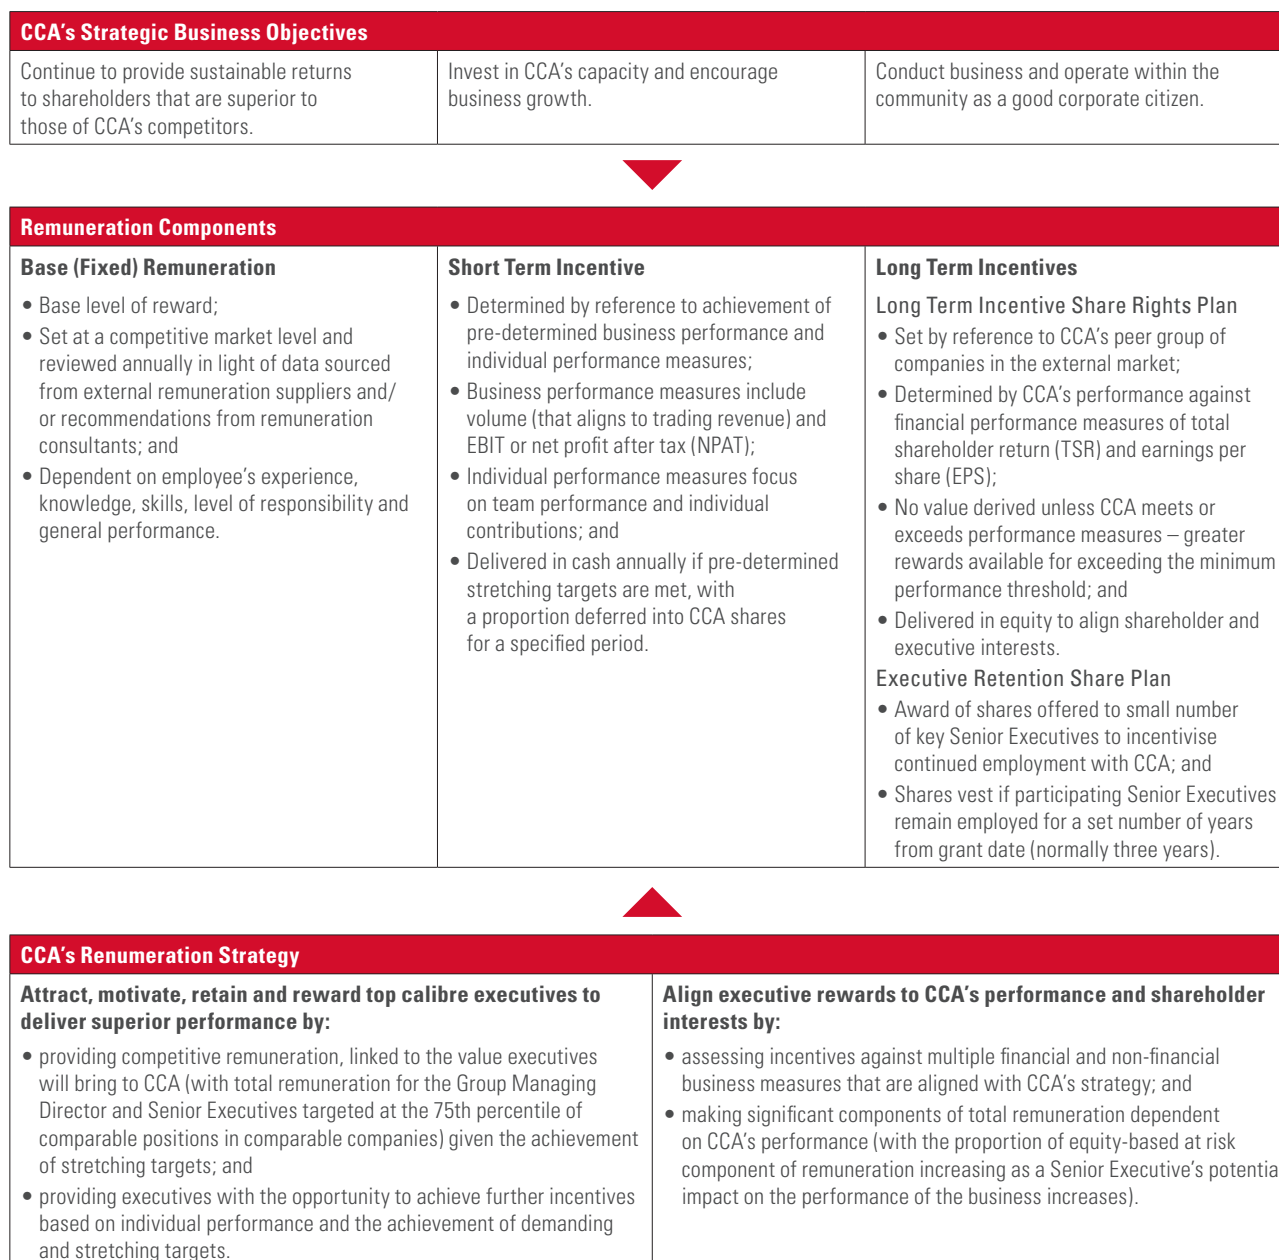 CCA's Strategic Business Objectives
Continue to provide sustainable returns
to shareholders that are superior to
those of CCA's competitors.
Invest in CCA's capacity and encourage
business growth.
Conduct business and operate within the
community as a good corporate citizen.
Remuneration Components
Base (Fixed) Remuneration
• Base level of reward;
• Set at a competitive market level and
reviewed annually in light of data sourced
from external remuneration suppliers and/
or recommendations from remuneration
consultants; and
• Dependent on employee's experience,
knowledge, skills, level of responsibility and
general performance.
Short Term Incentive
• Determined by reference to achievement of
pre-determined business performance and
individual performance measures;
• Business performance measures include
volume (that aligns to trading revenue) and
EBIT or net profit after tax (NPAT);
• Individual performance measures focus
on team performance and individual
contributions; and
• Delivered in cash annually if pre-determined
stretching targets are met, with
a proportion deferred into CCA shares
for a specified period.
Long Term Incentives
Long Term Incentive Share Rights Plan
• Set by reference to CCA's peer group of
companies in the external market;
• Determined by CCA's performance against
financial performance measures of total
shareholder return (TSR) and earnings per
share (EPS);
• No value derived unless CCA meets or
exceeds performance measures – greater
rewards available for exceeding the minimum
performance threshold; and
• Delivered in equity to align shareholder and
executive interests.
Executive Retention Share Plan
• Award of shares offered to small number
of key Senior Executives to incentivise
continued employment with CCA; and
• Shares vest if participating Senior Executives
remain employed for a set number of years
from grant date (normally three years).
CCA's Renumeration Strategy
Attract, motivate, retain and reward top calibre executives to
deliver superior performance by:
• providing competitive remuneration, linked to the value executives
will bring to CCA (with total remuneration for the Group Managing
Director and Senior Executives targeted at the 75th percentile of
comparable positions in comparable companies) given the achievement
of stretching targets; and
• providing executives with the opportunity to achieve further incentives
based on individual performance and the achievement of demanding
and stretching targets.
Align executive rewards to CCA's performance and shareholder
interests by:
• assessing incentives against multiple financial and non-financial
business measures that are aligned with CCA's strategy; and
• making significant components of total remuneration dependent
on CCA's performance (with the proportion of equity-based at risk
component of remuneration increasing as a Senior Executive's potentia
impact on the performance of the business increases).